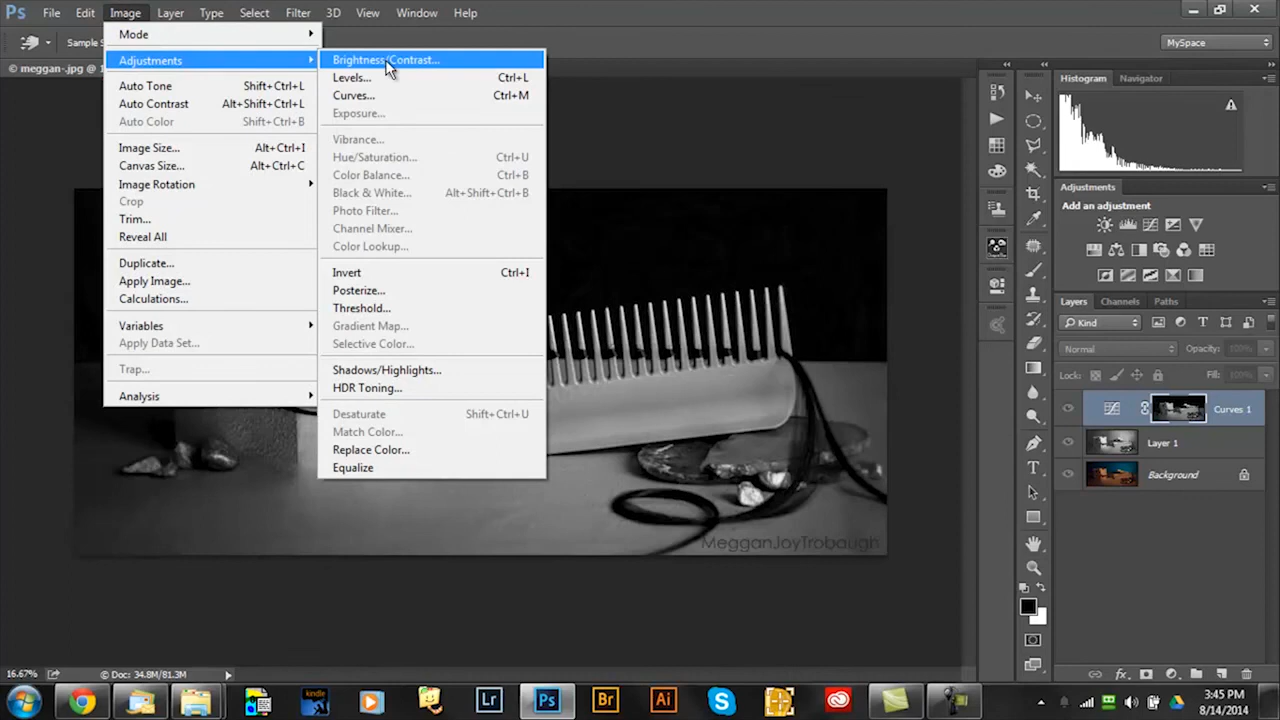 Ps File Edit Image Layer Type Select Filter 3D View Window Help
Sample S
MySpace
© meggan-.jpg @ 1
Mode
Adjustments
Auto Tone Shift+Ctrl+L
Auto Contrast Alt+Shift+Ctrl+L
Auto Color Shift+Ctrl+B
Image Size... Alt+Ctrl+I
Canvas Size... Alt+Ctrl+C
Image Rotation
Crop
Trim...
Reveal All
Duplicate...
Apply Image...
Calculations...
Variables
Apply Data Set...
Trap...
Analysis
Brightness/Contrast...
Levels... Ctrl+L
Curves... Ctrl+M
Exposure...
Vibrance...
Hue/Saturation... Ctrl+U
Color Balance... Ctrl+B
Black & White... Alt+Shift+Ctrl+B
Photo Filter...
Channel Mixer...
Color Lookup...
Invert Ctrl+I
Posterize...
Threshold...
Gradient Map...
Selective Color...
Shadows/Highlights...
HDR Toning...
Desaturate Shift+Ctrl+U
Match Color...
Replace Color...
Equalize
MegganJoyTrobaugh
Histogram Navigator
Adjustments
Add an adjustment
Layers Channels Paths
Kind
Normal Opacity:
Lock: Fill:
Curves 1
Layer 1
Background
16.67% © Doc: 34.8M/81.3M
kindle Lr Ps Br Ai
3:45 PM
8/14/2014